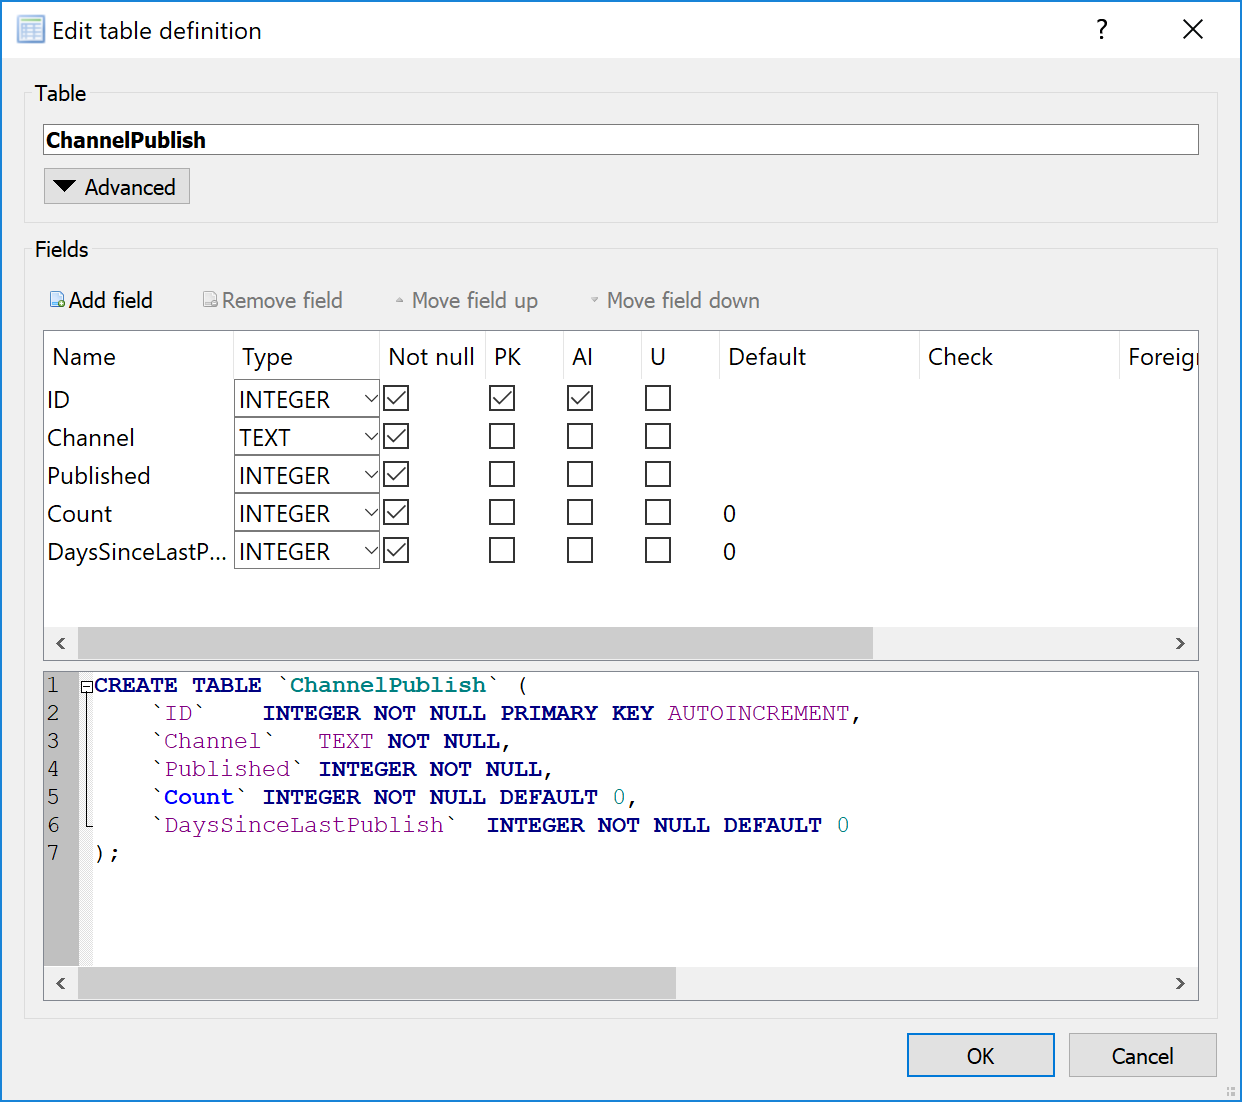 Edit table definition ?
Table
ChannelPublish
Advanced
Fields
Add field Remove field Move field up Move field down
Name Type Not null PK AI U Default Check Foreign
ID INTEGER
Channel TEXT
Published INTEGER
Count INTEGER 0
DaysSinceLastP... INTEGER 0
1 CREATE TABLE `ChannelPublish` (
2 `ID` INTEGER NOT NULL PRIMARY KEY AUTOINCREMENT,
3 `Channel` TEXT NOT NULL,
4 `Published` INTEGER NOT NULL,
5 `Count` INTEGER NOT NULL DEFAULT 0,
6 `DaysSinceLastPublish` INTEGER NOT NULL DEFAULT 0
7 );
OK Cancel